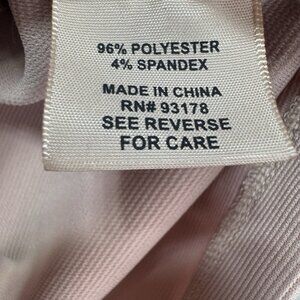 96% POLYESTER
4% SPANDEX
MADE IN CHINA
RN# 93178
SEE REVERSE
FOR CARE